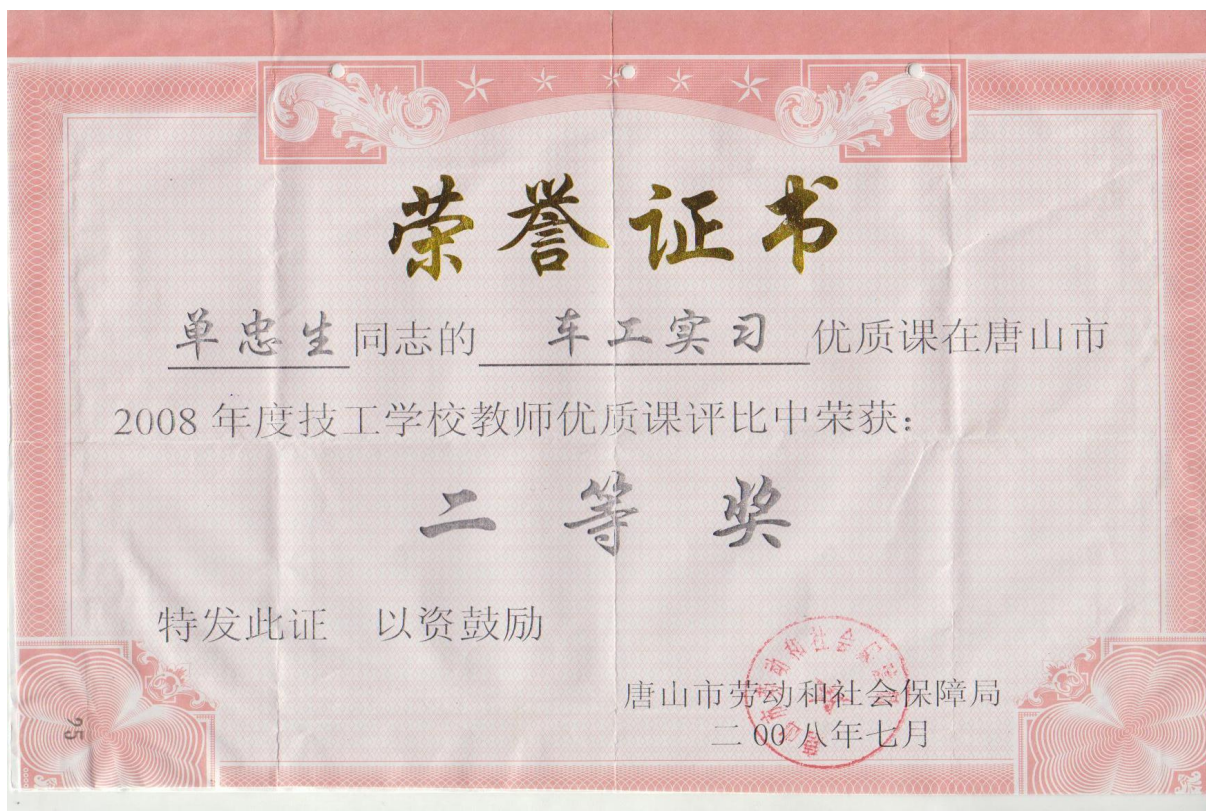 荣誉证书
单忠生同志的 车工实习 优质课在唐山市
2008年度技工学校教师优质课评比中荣获：
二等奖
特发此证 以资鼓励
唐山市劳动和社会保障局
二00八年七月
25